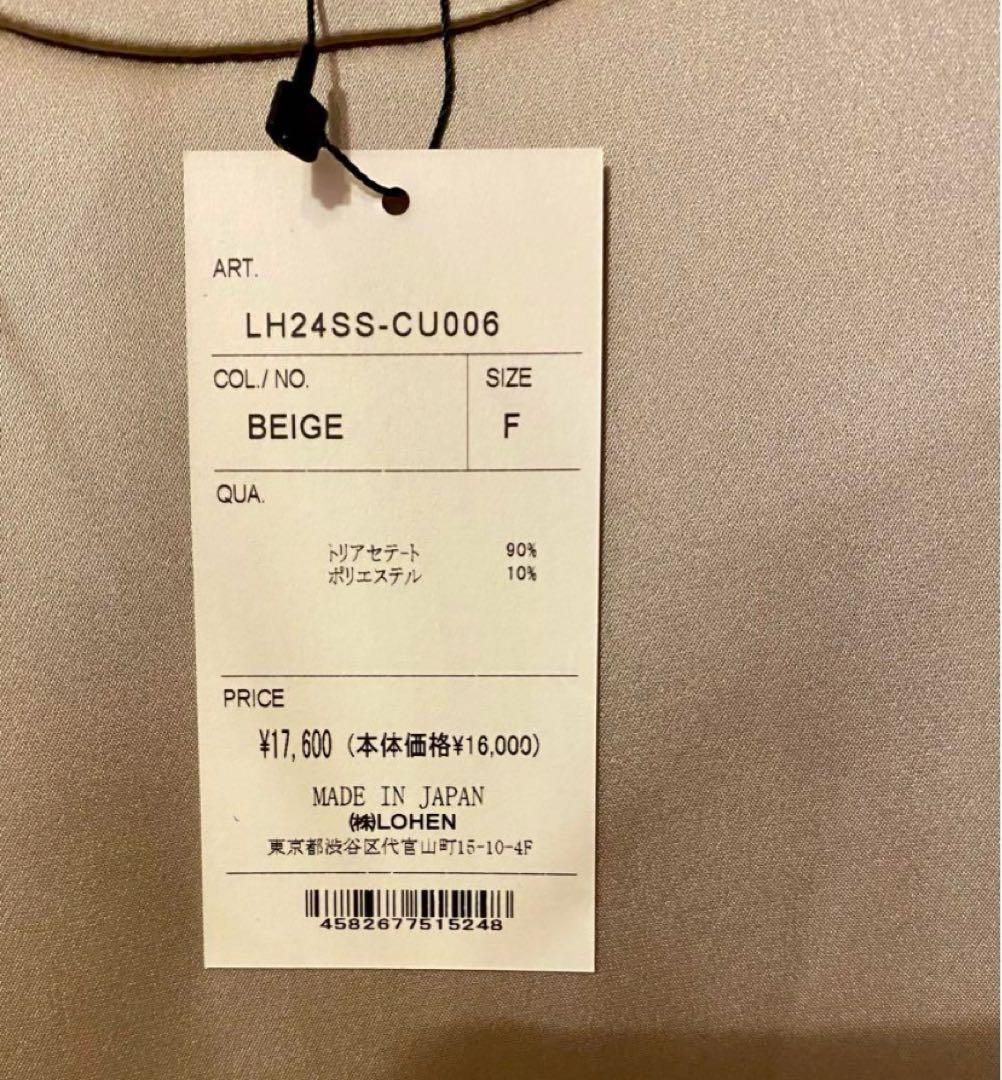 ART.
LH24SS-CU006
COL./ NO. SIZE
BEIGE F
QUA.
トリアセテート 90%
ポリエステル 10%
PRICE
¥17,600 (本体価格¥16,000)
MADE IN JAPAN
㈱LOHEN
東京都渋谷区代官山町15-10-4F
4582677515248